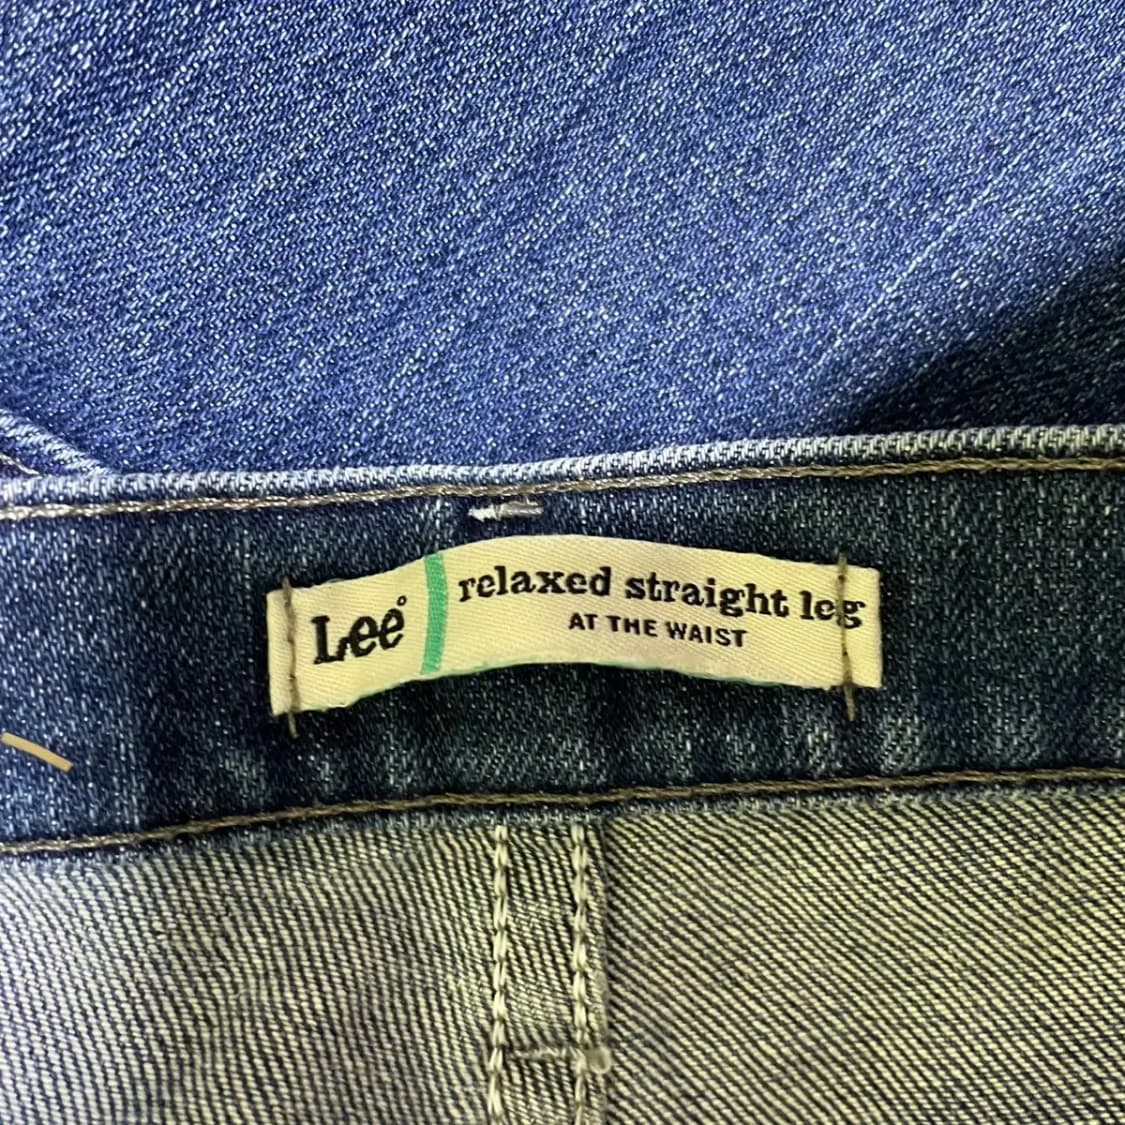 Lee®
relaxed straight leg
AT THE WAIST